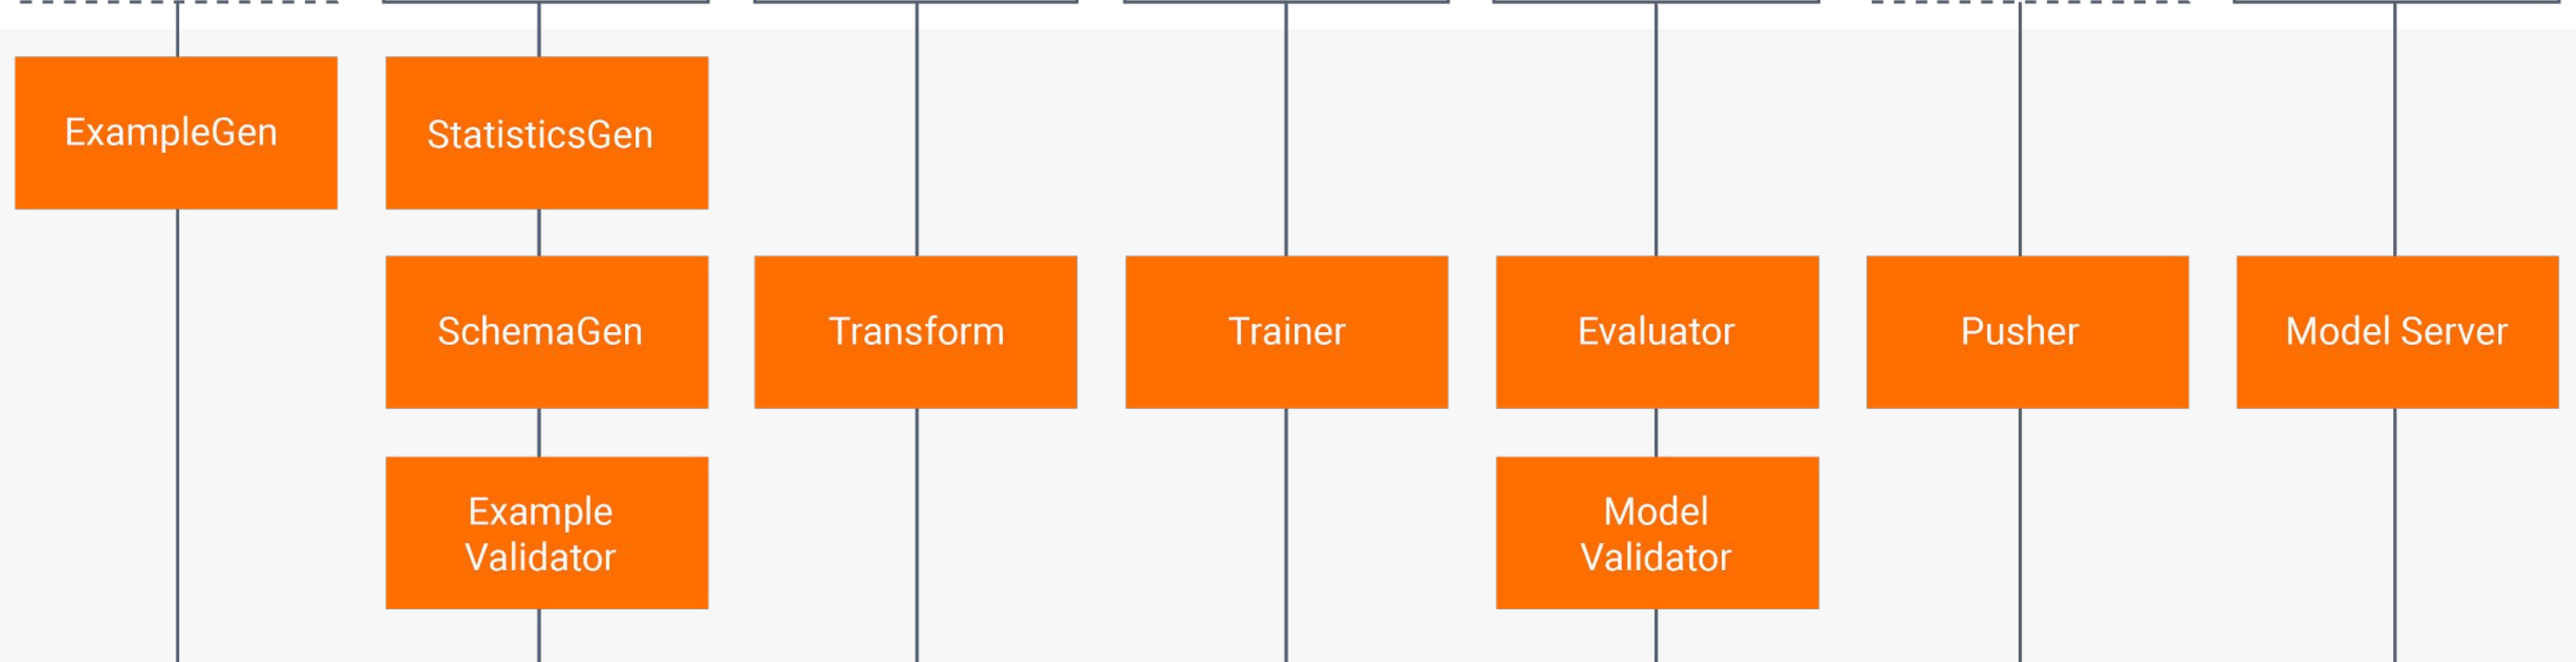 ExampleGen
StatisticsGen
SchemaGen
Transform
Trainer
Evaluator
Pusher
Model Server
Example
Validator
Model
Validator